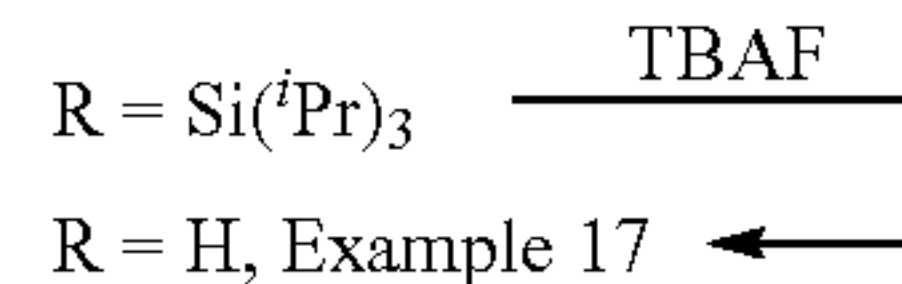 R = Si(ⁱPr)₃ TBAF
R = H, Example 17